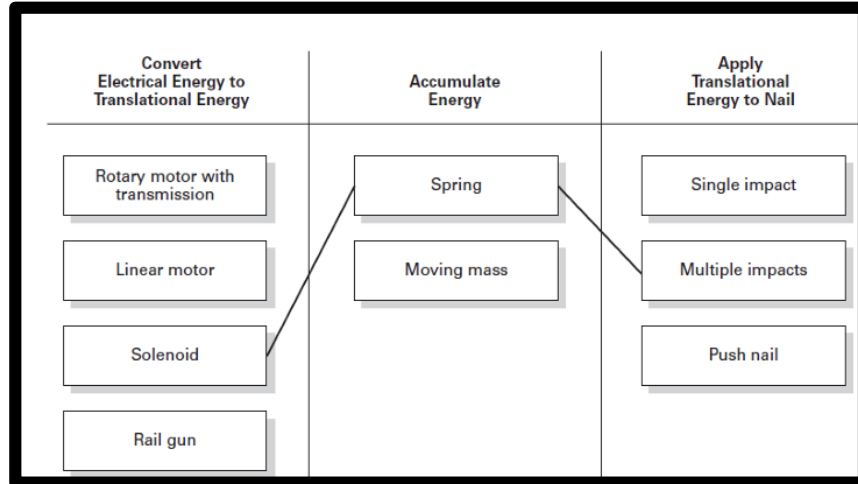 Convert
Electrical Energy to
Translational Energy
Accumulate
Energy
Apply
Translational
Energy to Nail
Rotary motor with
transmission
Spring
Single impact
Linear motor
Moving mass
Multiple impacts
Solenoid
Push nail
Rail gun